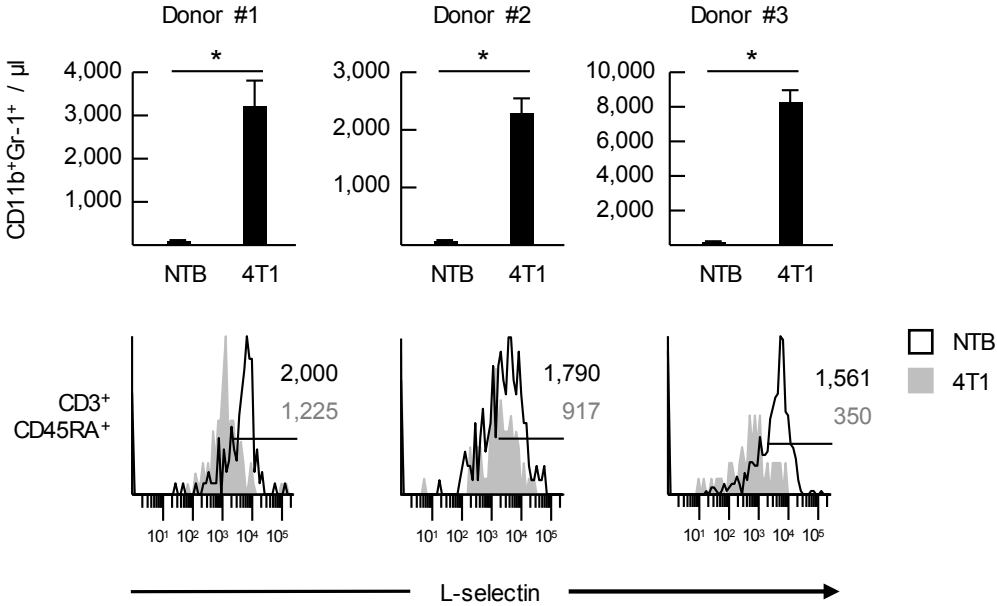 Donor #1
Donor #2
Donor #3
CD11b⁺Gr-1⁺ / µl
*
*
*
4,000
3,000
2,000
1,000
3,000
2,000
1,000
10,000
8,000
6,000
4,000
2,000
NTB 4T1
NTB 4T1
NTB 4T1
CD3⁺
CD45RA⁺
2,000
1,225
1,790
917
1,561
350
NTB
4T1
10¹ 10² 10³ 10⁴ 10⁵
10¹ 10² 10³ 10⁴ 10⁵
10¹ 10² 10³ 10⁴ 10⁵
L-selectin